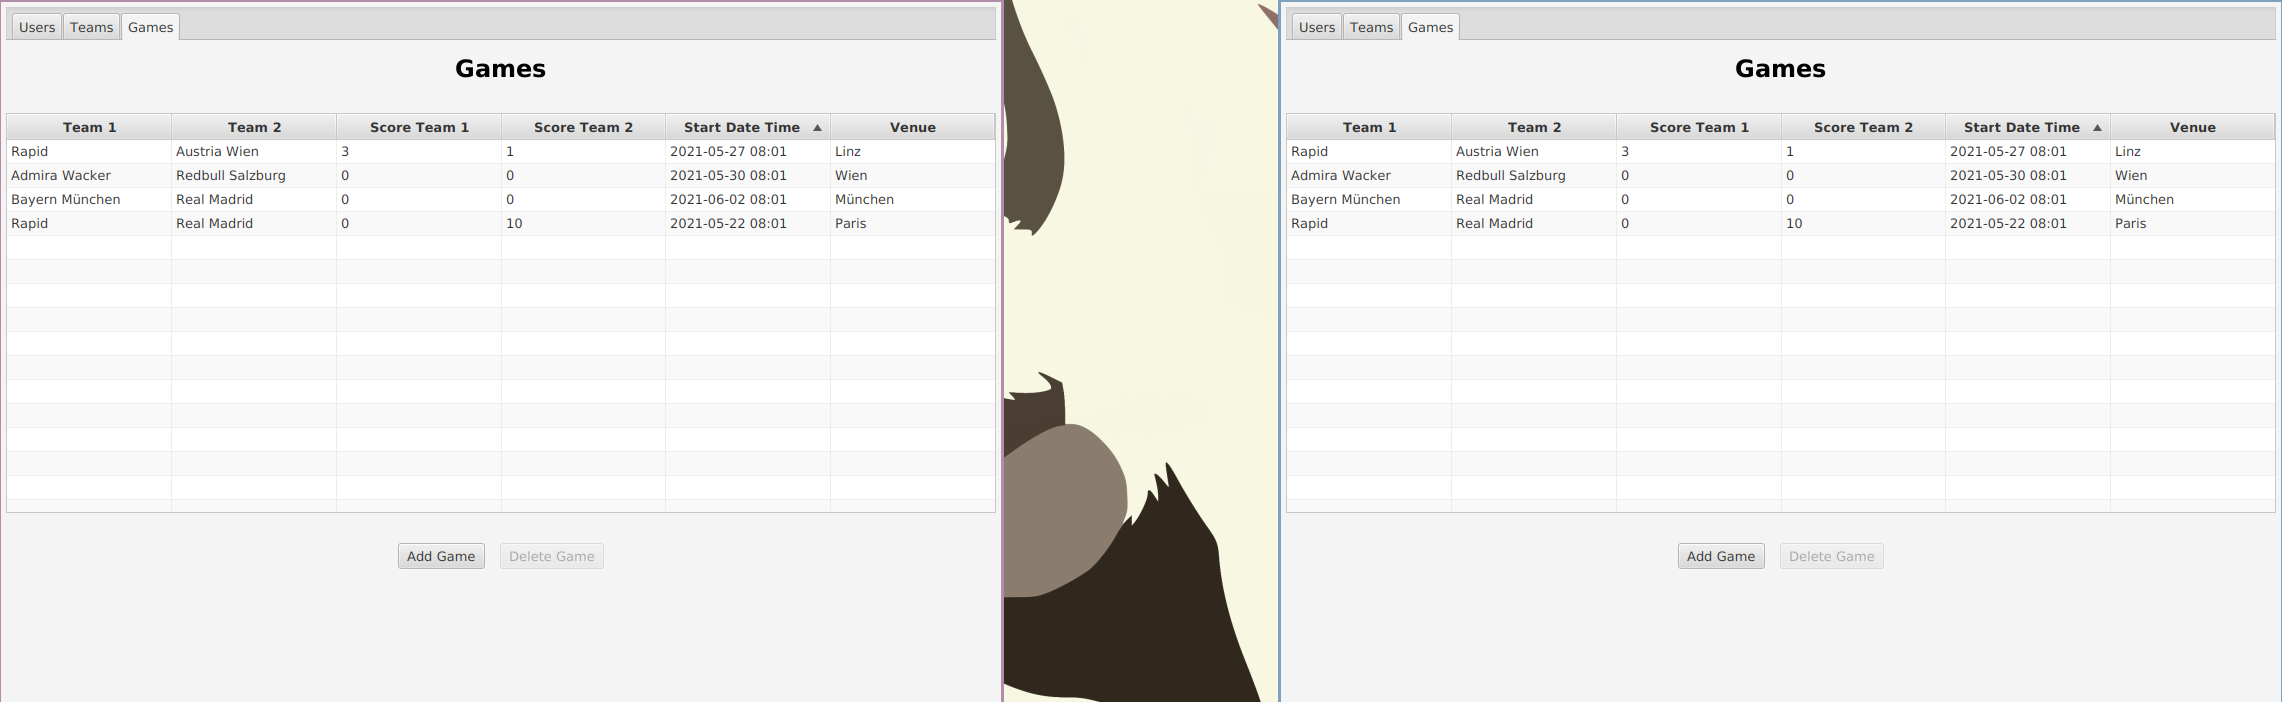 Users Teams Games
Games
Team 1 Team 2 Score Team 1 Score Team 2 Start Date Time Venue
Rapid Austria Wien 3 1 2021-05-27 08:01 Linz
Admira Wacker Redbull Salzburg 0 0 2021-05-30 08:01 Wien
Bayern München Real Madrid 0 0 2021-06-02 08:01 München
Rapid Real Madrid 0 10 2021-05-22 08:01 Paris
Add Game Delete Game
Users Teams Games
Games
Team 1 Team 2 Score Team 1 Score Team 2 Start Date Time Venue
Rapid Austria Wien 3 1 2021-05-27 08:01 Linz
Admira Wacker Redbull Salzburg 0 0 2021-05-30 08:01 Wien
Bayern München Real Madrid 0 0 2021-06-02 08:01 München
Rapid Real Madrid 0 10 2021-05-22 08:01 Paris
Add Game Delete Game